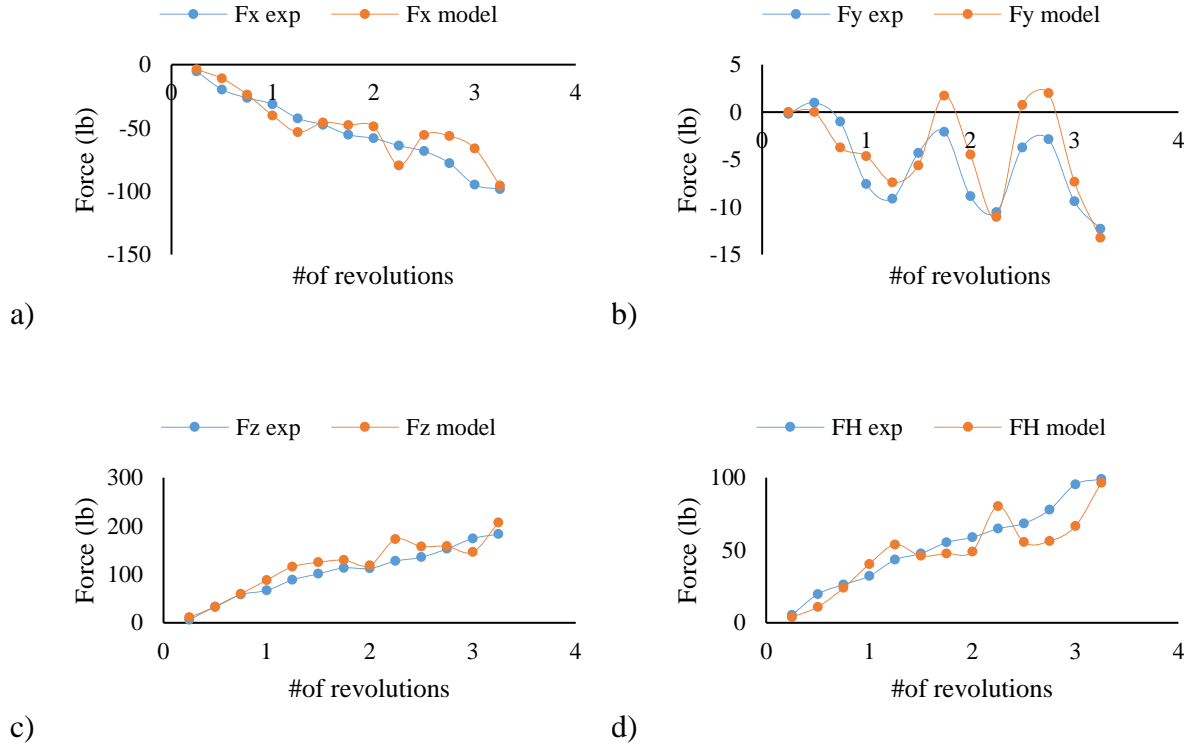 Fx exp Fx model
0
-50
-100
-150
0 1 2 3 4
Force (lb)
#of revolutions
a)
Fy exp Fy model
5
0
-5
-10
-15
0 1 2 3 4
Force (lb)
#of revolutions
b)
Fz exp Fz model
300
200
100
0
0 1 2 3 4
Force (lb)
#of revolutions
c)
FH exp FH model
100
50
0
0 1 2 3 4
Force (lb)
#of revolutions
d)